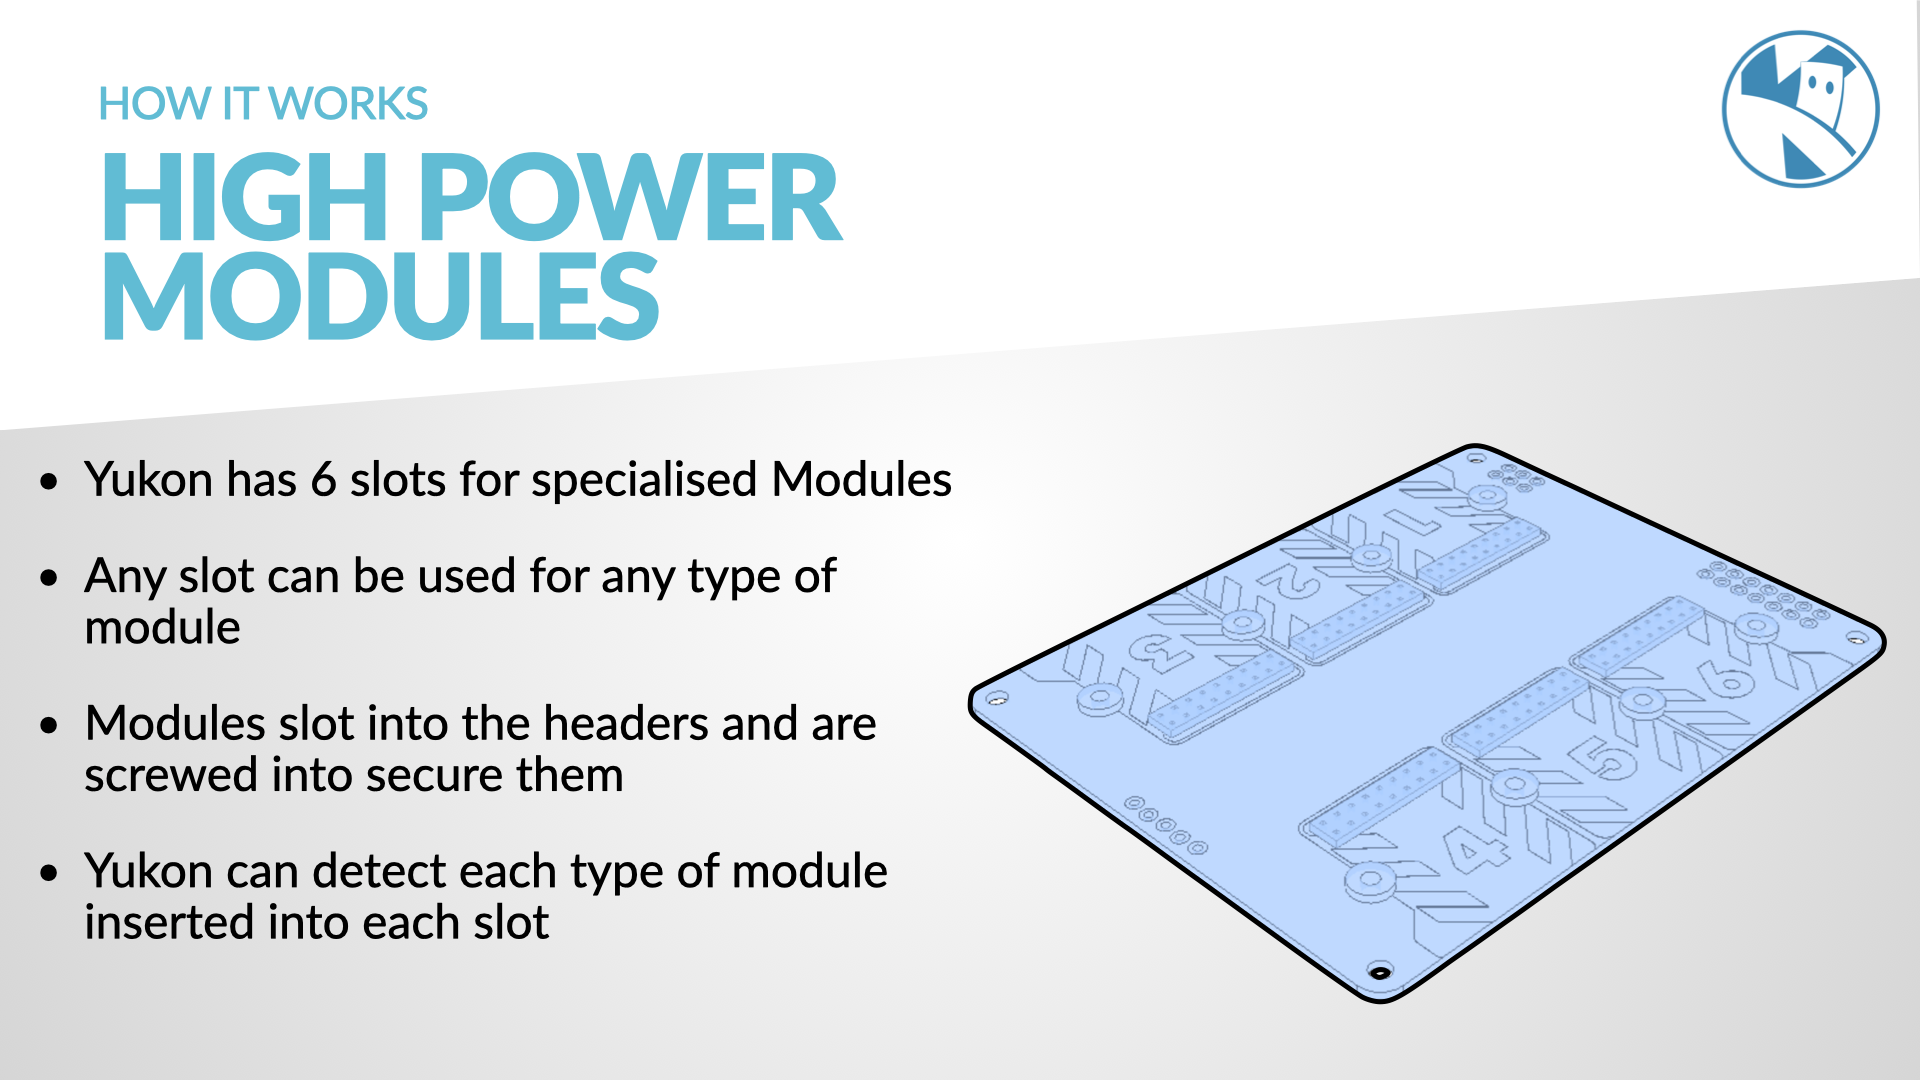 HOW IT WORKS
HIGH POWER
MODULES
• Yukon has 6 slots for specialised Modules
• Any slot can be used for any type of
module
• Modules slot into the headers and are
screwed into secure them
• Yukon can detect each type of module
inserted into each slot
1
2
3
6
5
4